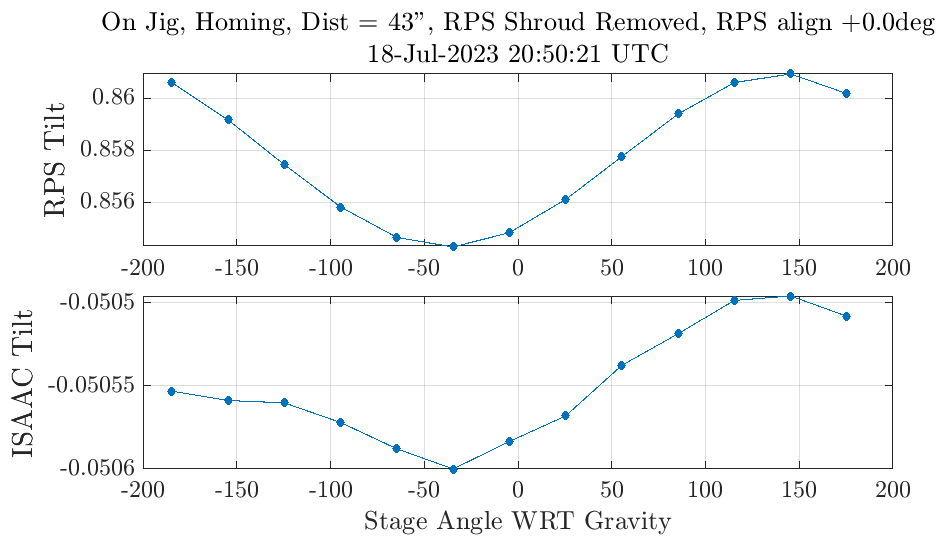 On Jig, Homing, Dist = 43”, RPS Shroud Removed, RPS align +0.0deg
18-Jul-2023 20:50:21 UTC
RPS Tilt
0.86
0.858
0.856
-200 -150 -100 -50 0 50 100 150 200
ISAAC Tilt
-0.0505
-0.05055
-0.0506
-200 -150 -100 -50 0 50 100 150 200
Stage Angle WRT Gravity